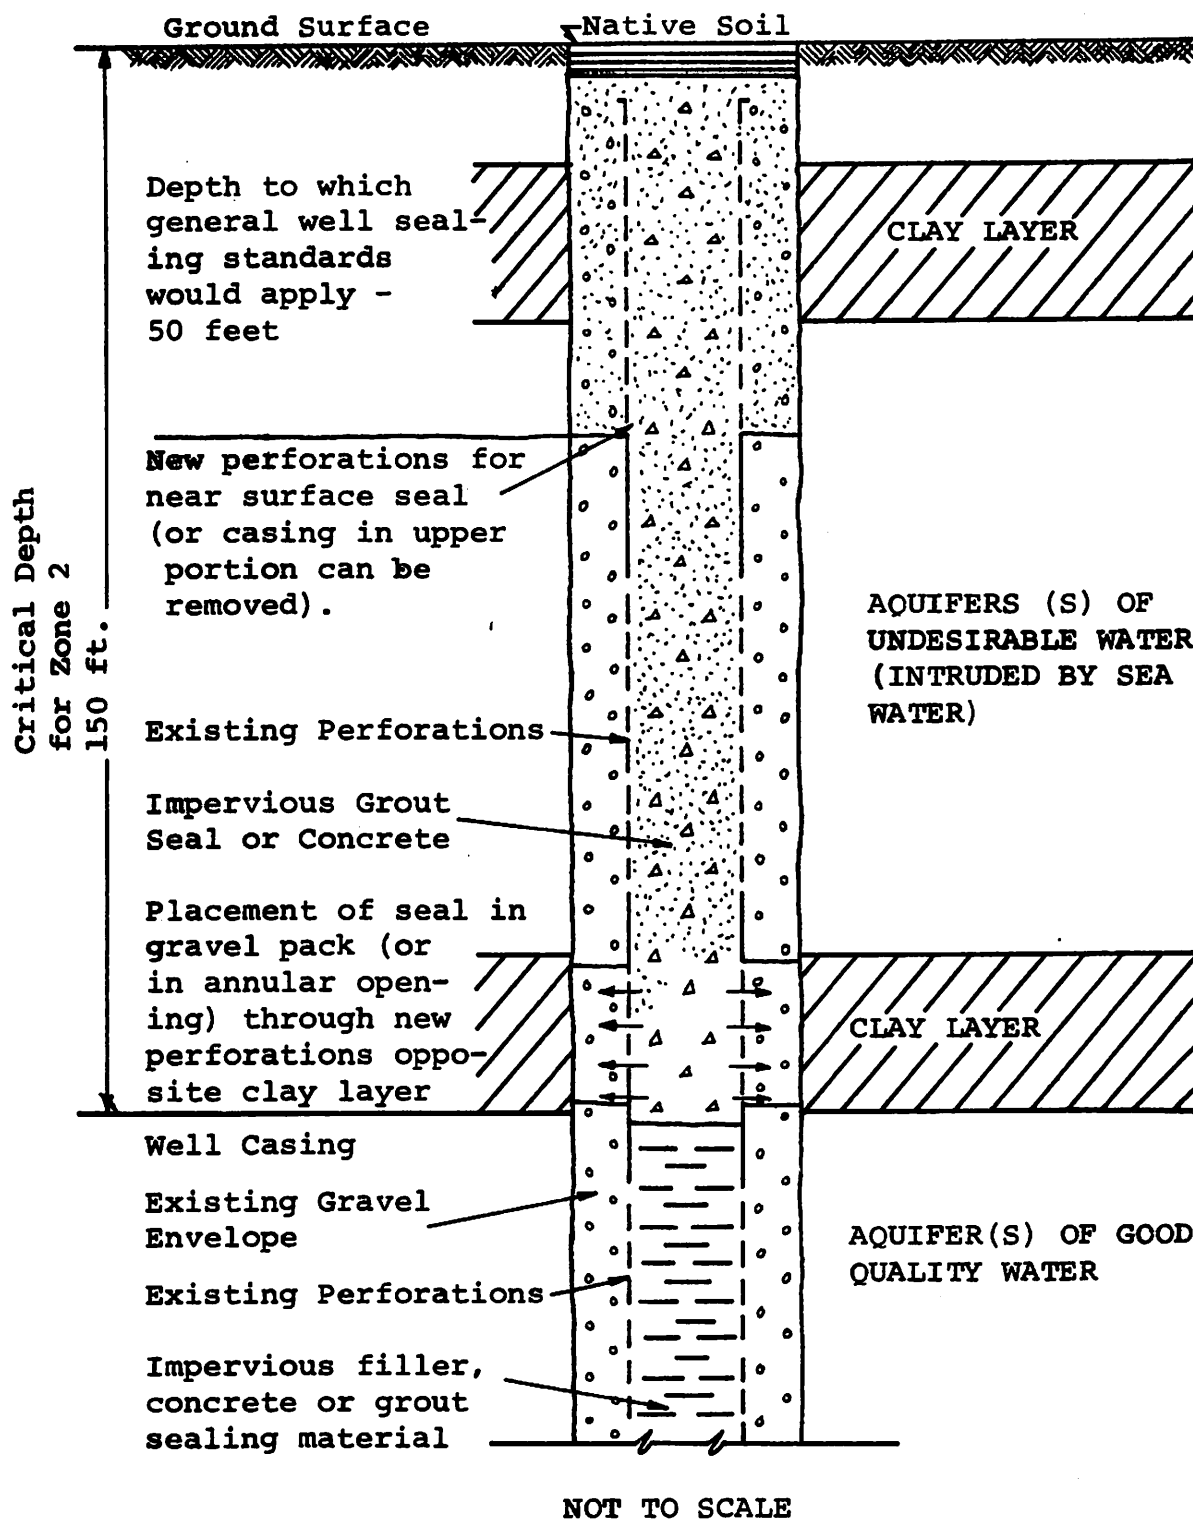 Ground Surface
Native Soil
Depth to which
general well seal-
ing standards
would apply -
50 feet
CLAY LAYER
New perforations for
near surface seal
(or casing in upper
portion can be
removed).
Critical Depth
for Zone 2
150 ft.
AQUIFERS (S) OF
UNDESIRABLE WATER
(INTRUDED BY SEA
WATER)
Existing Perforations
Impervious Grout
Seal or Concrete
Placement of seal in
gravel pack (or
in annular open-
ing) through new
perforations oppo-
site clay layer
CLAY LAYER
Well Casing
Existing Gravel
Envelope
AQUIFER(S) OF GOOD
QUALITY WATER
Existing Perforations
Impervious filler,
concrete or grout
sealing material
NOT TO SCALE